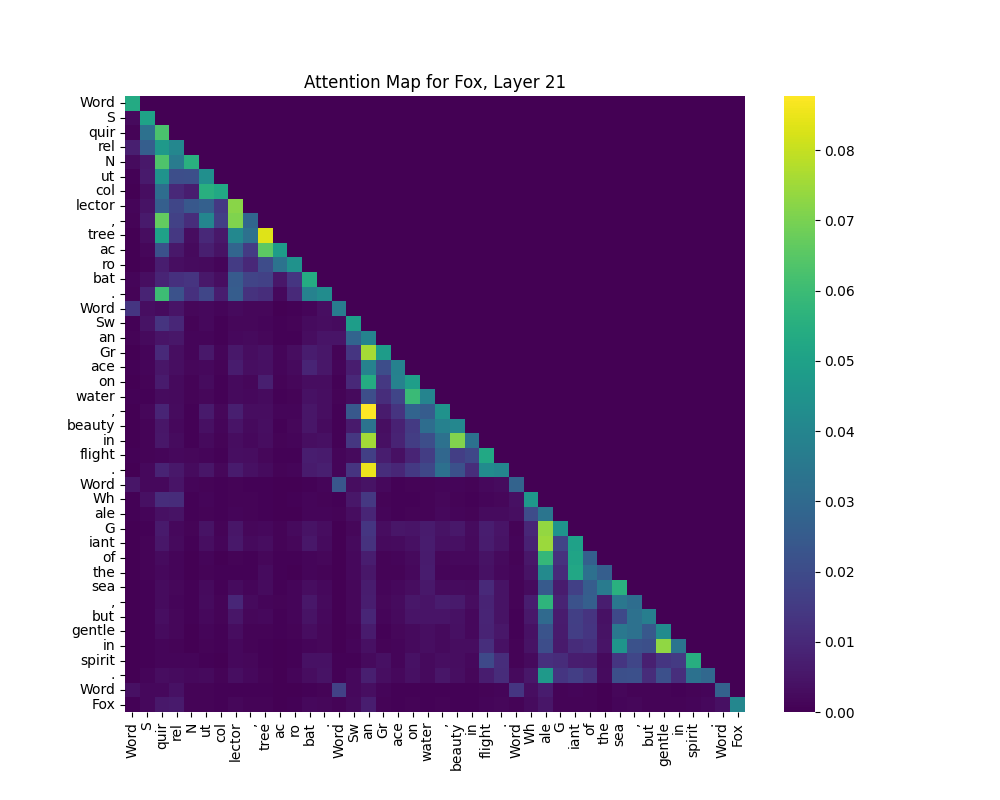 Attention Map for Fox, Layer 21
Word
S
quir
rel
N
ut
col
lector
,
tree
ac
ro
bat
.
Word
Sw
an
Gr
ace
on
water
,
beauty
in
flight
.
Word
Wh
ale
G
iant
of
the
sea
,
but
gentle
in
spirit
.
Word
Fox
Word
S
quir
rel
N
ut
col
lector
,
tree
ac
ro
bat
.
Word
Sw
an
Gr
ace
on
water
,
beauty
in
flight
.
Word
Wh
ale
G
iant
of
the
sea
,
but
gentle
in
spirit
.
Word
Fox
0.08
0.07
0.06
0.05
0.04
0.03
0.02
0.01
0.00